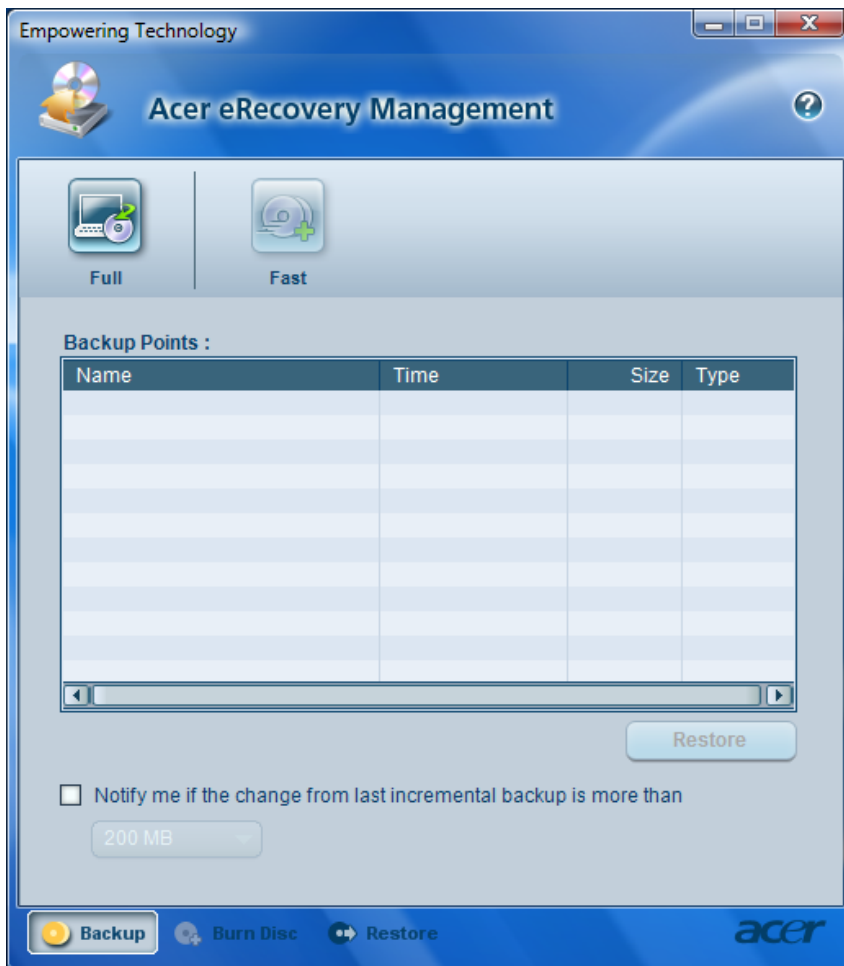 Empowering Technology
Acer eRecovery Management
?
Full
Fast
Backup Points :
Name Time Size Type
Restore
Notify me if the change from last incremental backup is more than
200 MB
Backup Burn Disc Restore
acer